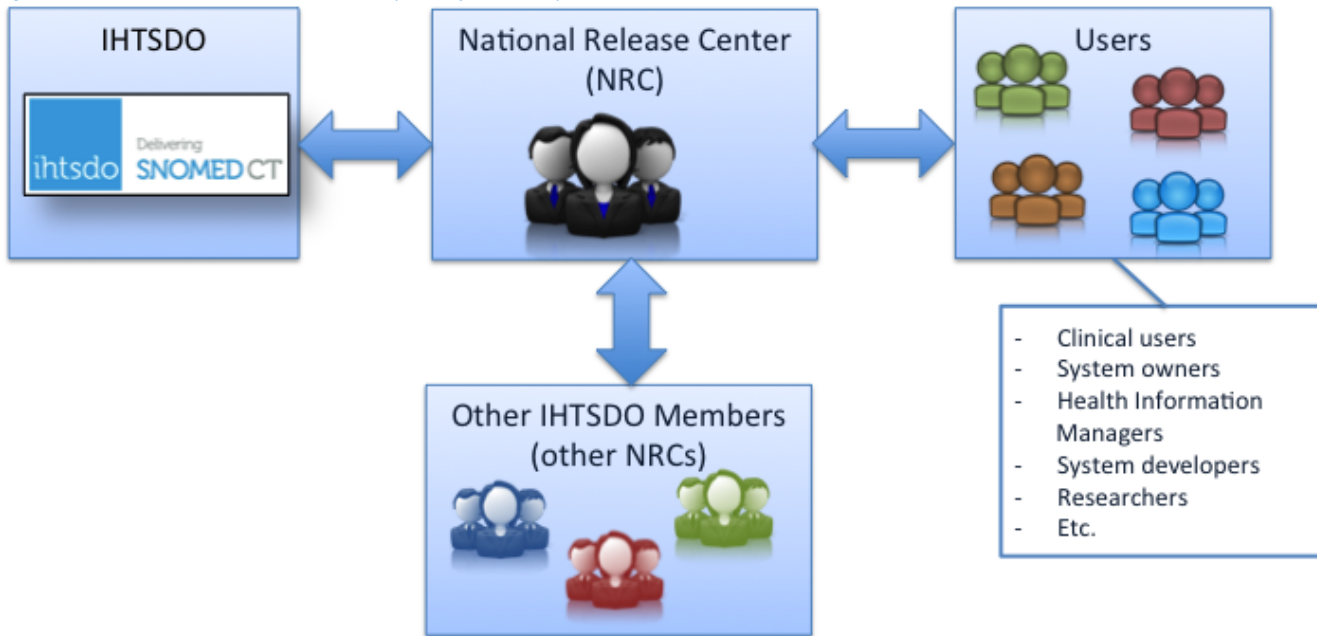 IHTSDO
ihtsdo
Delivering
SNOMED CT
National Release Center
(NRC)
Users
- Clinical users
- System owners
- Health Information
Managers
- System developers
- Researchers
- Etc.
Other IHTSDO Members
(other NRCs)